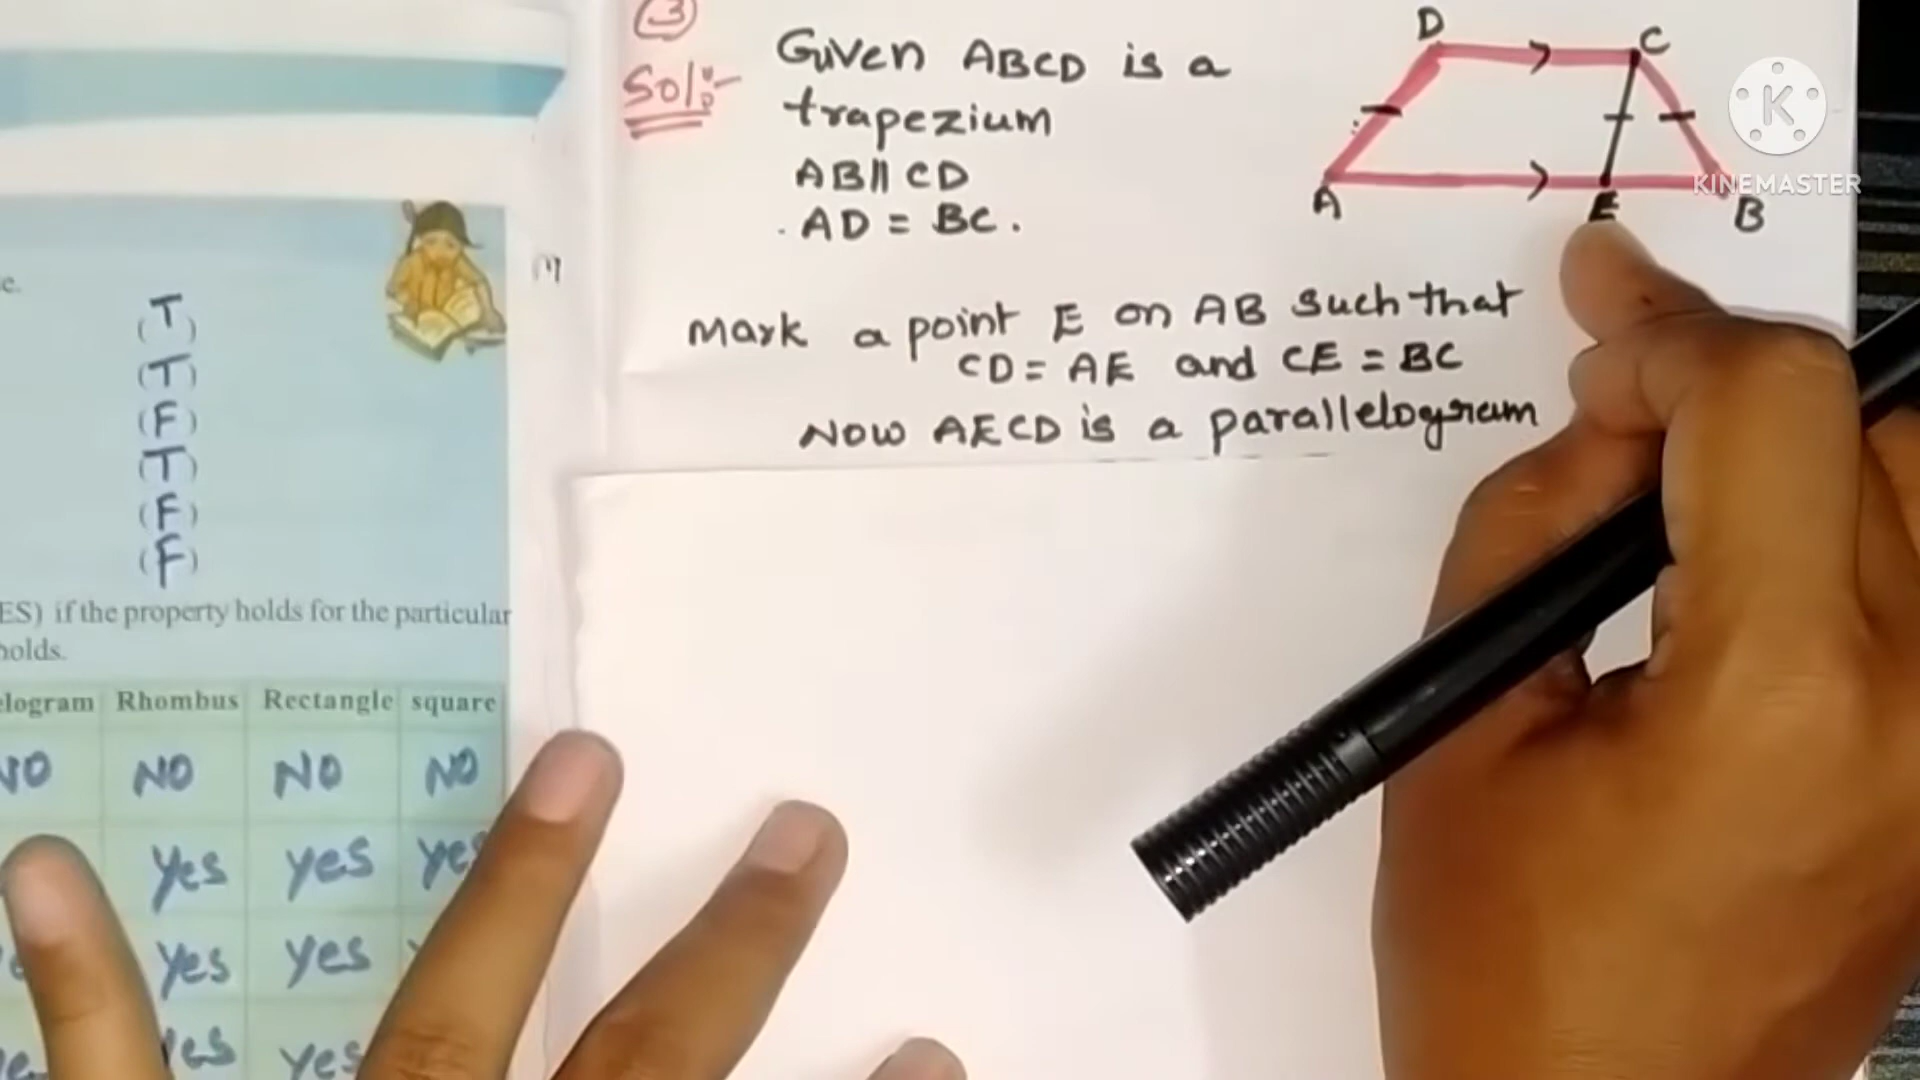 e.
(T)
(T)
(F)
(T)
(F)
(F)
ES) if the property holds for the particular
holds.
elogram Rhombus Rectangle square
NO NO NO NO
Yes Yes Yes
Yes Yes
Yes Yes
3
Sol:-
Given ABCD is a
trapezium
AB || CD
AD = BC.
D C
A E B
K
KINEMASTER
Mark a point E on AB such that
CD = AE and CE = BC
Now AECD is a parallelogram